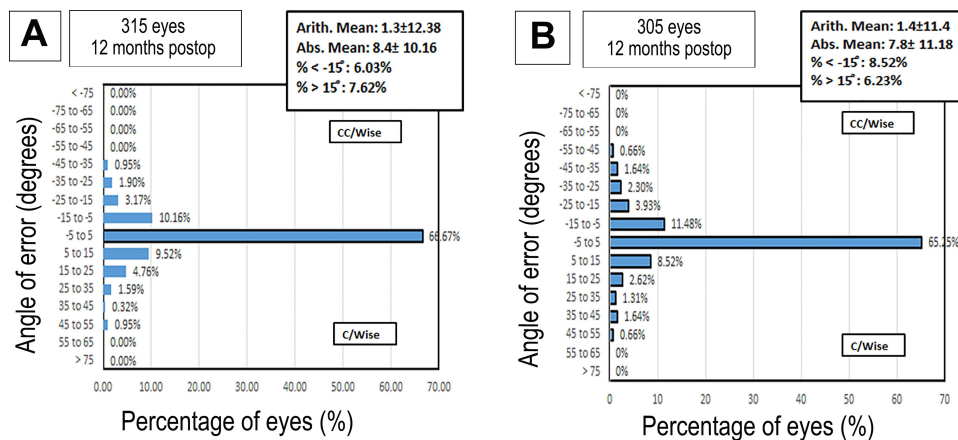 A
315 eyes
12 months postop
Arith. Mean: 1.3±12.38
Abs. Mean: 8.4± 10.16
% < -15°: 6.03%
% > 15°: 7.62%
Angle of error (degrees)
< -75 0.00%
-75 to -65 0.00%
-65 to -55 0.00%
-55 to -45 0.00%
-45 to -35 0.95%
-35 to -25 1.90%
-25 to -15 3.17%
-15 to -5 10.16%
-5 to 5 66.67%
5 to 15 9.52%
15 to 25 4.76%
25 to 35 1.59%
35 to 45 0.32%
45 to 55 0.95%
55 to 65 0.00%
> 75 0.00%
CC/Wise
C/Wise
0.00 10.00 20.00 30.00 40.00 50.00 60.00 70.00
Percentage of eyes (%)
B
305 eyes
12 months postop
Arith. Mean: 1.4±11.4
Abs. Mean: 7.8± 11.18
% < -15°: 8.52%
% > 15°: 6.23%
Angle of error (degrees)
< -75 0%
-75 to -65 0%
-65 to -55 0%
-55 to -45 0.66%
-45 to -35 1.64%
-35 to -25 2.30%
-25 to -15 3.93%
-15 to -5 11.48%
-5 to 5 65.25%
5 to 15 8.52%
15 to 25 2.62%
25 to 35 1.31%
35 to 45 1.64%
45 to 55 0.66%
55 to 65 0%
> 75 0%
CC/Wise
C/Wise
0 10 20 30 40 50 60 70
Percentage of eyes (%)